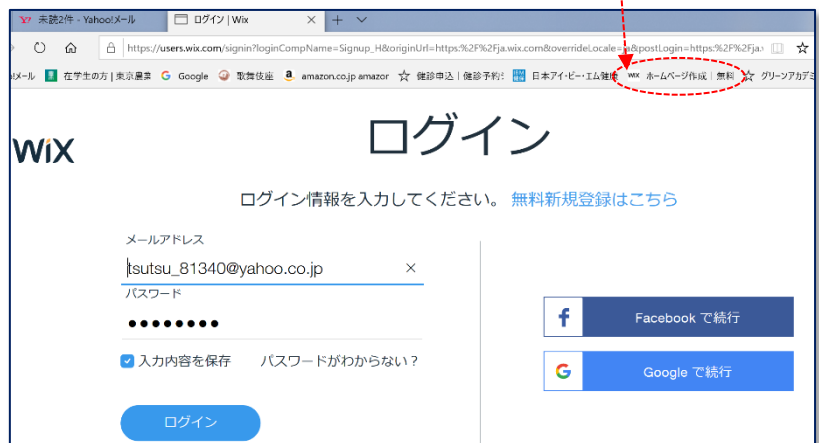 未読2件 - Yahoo!メール
ログイン | Wix
https://users.wix.com/signin?loginCompName=Signup_H&originUrl=https:%2F%2Fja.wix.com&overrideLocale=ja&postLogin=https:%2F%2Fja.
メール 在学生の方 | 東京農業 Google 歌舞伎座 amazon.co.jp amazor 健診申込 | 健診予約: 日本アイ・ビー・エム健 WiX ホームページ作成 | 無料 グリーンアカデミ
WiX
ログイン
ログイン情報を入力してください。 無料新規登録はこちら
メールアドレス
tsutsu_81340@yahoo.co.jp
パスワード
入力内容を保存 パスワードがわからない?
ログイン
Facebook で続行
Google で続行